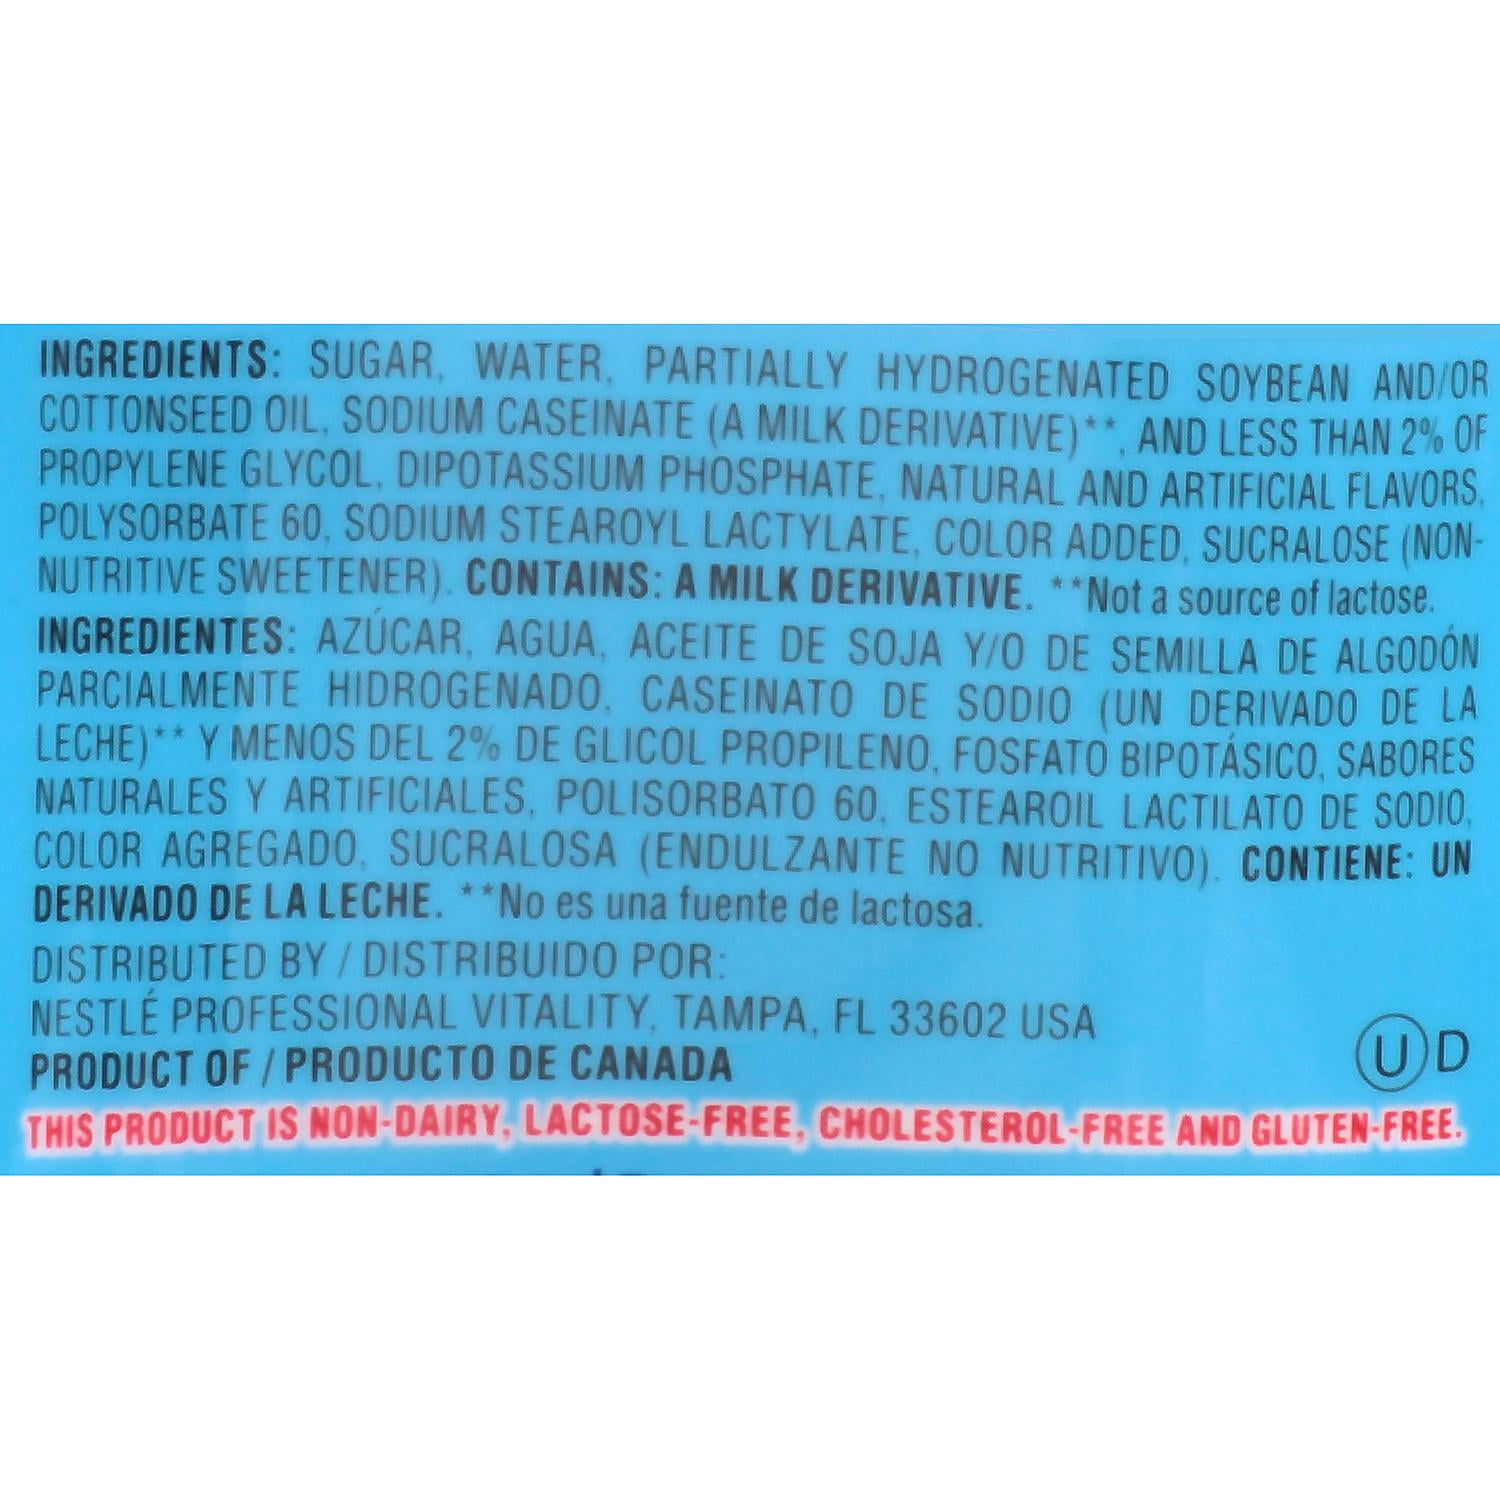 INGREDIENTS: SUGAR, WATER, PARTIALLY HYDROGENATED SOYBEAN AND/OR
COTTONSEED OIL, SODIUM CASEINATE (A MILK DERIVATIVE)**, AND LESS THAN 2% OF
PROPYLENE GLYCOL, DIPOTASSIUM PHOSPHATE, NATURAL AND ARTIFICIAL FLAVORS,
POLYSORBATE 60, SODIUM STEAROYL LACTYLATE, COLOR ADDED, SUCRALOSE (NON-
NUTRITIVE SWEETENER). CONTAINS: A MILK DERIVATIVE. **Not a source of lactose.
INGREDIENTES: AZÚCAR, AGUA, ACEITE DE SOJA Y/O DE SEMILLA DE ALGODÓN
PARCIALMENTE HIDROGENADO, CASEINATO DE SODIO (UN DERIVADO DE LA
LECHE)** Y MENOS DEL 2% DE GLICOL PROPILENO, FOSFATO BIPOTÁSICO, SABORES
NATURALES Y ARTIFICIALES, POLISORBATO 60, ESTEAROIL LACTILATO DE SODIO,
COLOR AGREGADO, SUCRALOSA (ENDULZANTE NO NUTRITIVO). CONTIENE: UN
DERIVADO DE LA LECHE. **No es una fuente de lactosa.
DISTRIBUTED BY / DISTRIBUIDO POR:
NESTLÉ PROFESSIONAL VITALITY, TAMPA, FL 33602 USA
PRODUCT OF / PRODUCTO DE CANADA
U D
THIS PRODUCT IS NON-DAIRY, LACTOSE-FREE, CHOLESTEROL-FREE AND GLUTEN-FREE.